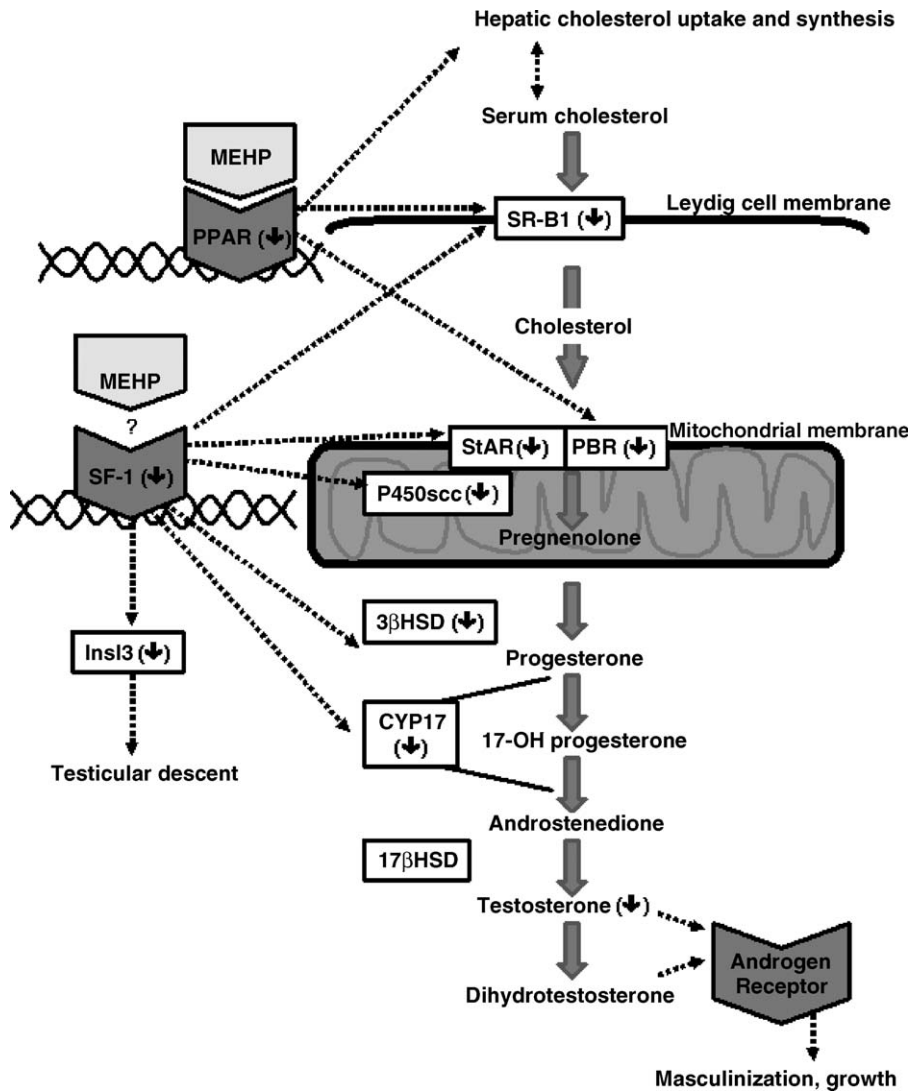 Hepatic cholesterol uptake and synthesis
Serum cholesterol
MEHP
PPAR (↓)
SR-B1 (↓)
Leydig cell membrane
Cholesterol
MEHP
?
SF-1 (↓)
StAR (↓)
PBR (↓)
Mitochondrial membrane
P450scc (↓)
Pregnenolone
3βHSD (↓)
Insl3 (↓)
Progesterone
CYP17
(↓)
17-OH progesterone
Testicular descent
Androstenedione
17βHSD
Testosterone (↓)
Androgen
Receptor
Dihydrotestosterone
Masculinization, growth